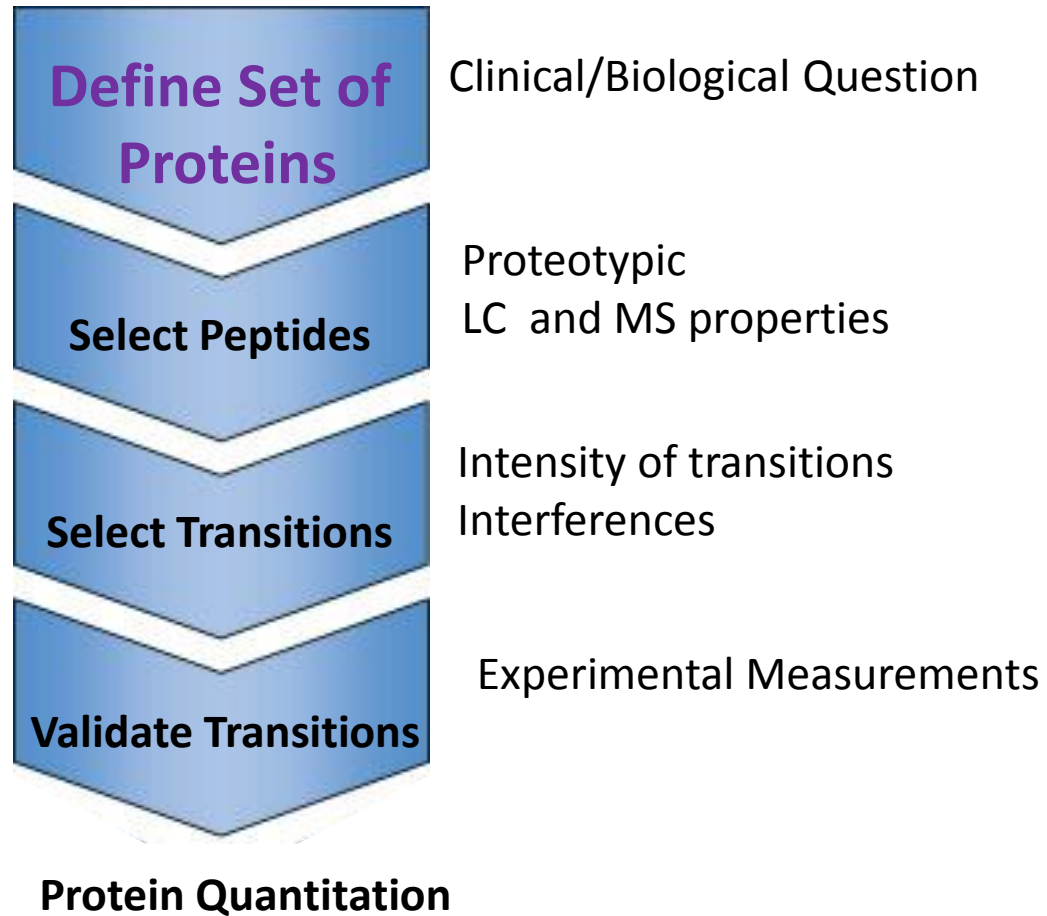 Define Set of
Proteins
Clinical/Biological Question
Select Peptides
Proteotypic
LC  and MS properties
Select Transitions
Intensity of transitions
Interferences
Validate Transitions
Experimental Measurements
Protein Quantitation